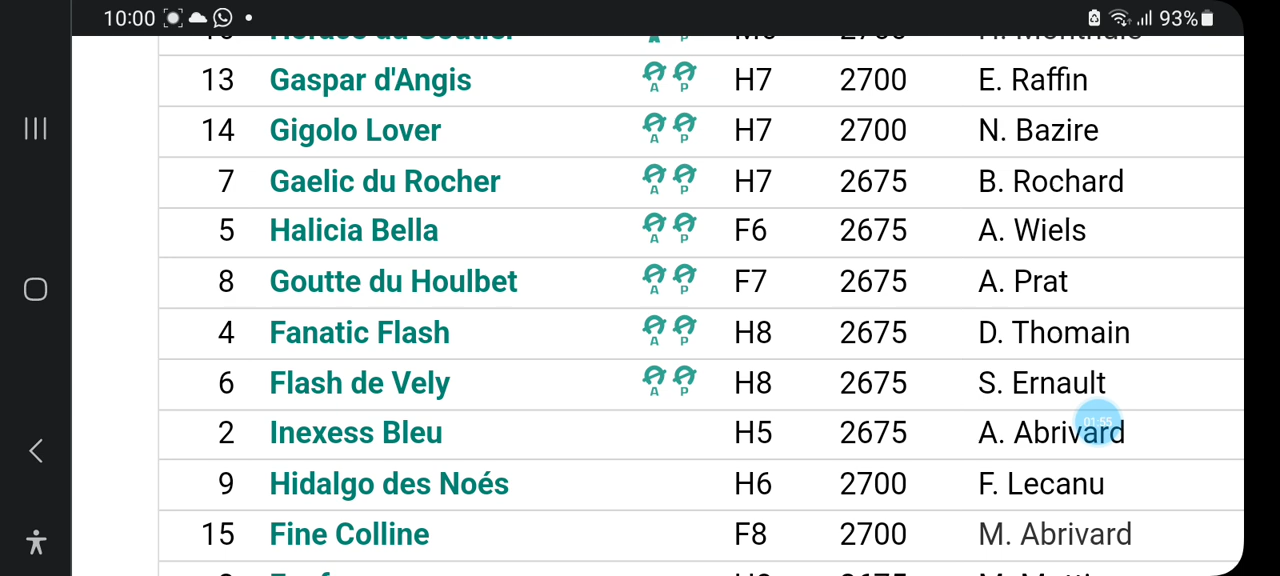 10:00 93%
13 Gaspar d'Angis A P H7 2700 E. Raffin
14 Gigolo Lover A P H7 2700 N. Bazire
7 Gaelic du Rocher A P H7 2675 B. Rochard
5 Halicia Bella A P F6 2675 A. Wiels
8 Goutte du Houlbet A P F7 2675 A. Prat
4 Fanatic Flash A P H8 2675 D. Thomain
6 Flash de Vely A P H8 2675 S. Ernault
01:55
2 Inexess Bleu H5 2675 A. Abrivard
9 Hidalgo des Noés H6 2700 F. Lecanu
15 Fine Colline F8 2700 M. Abrivard